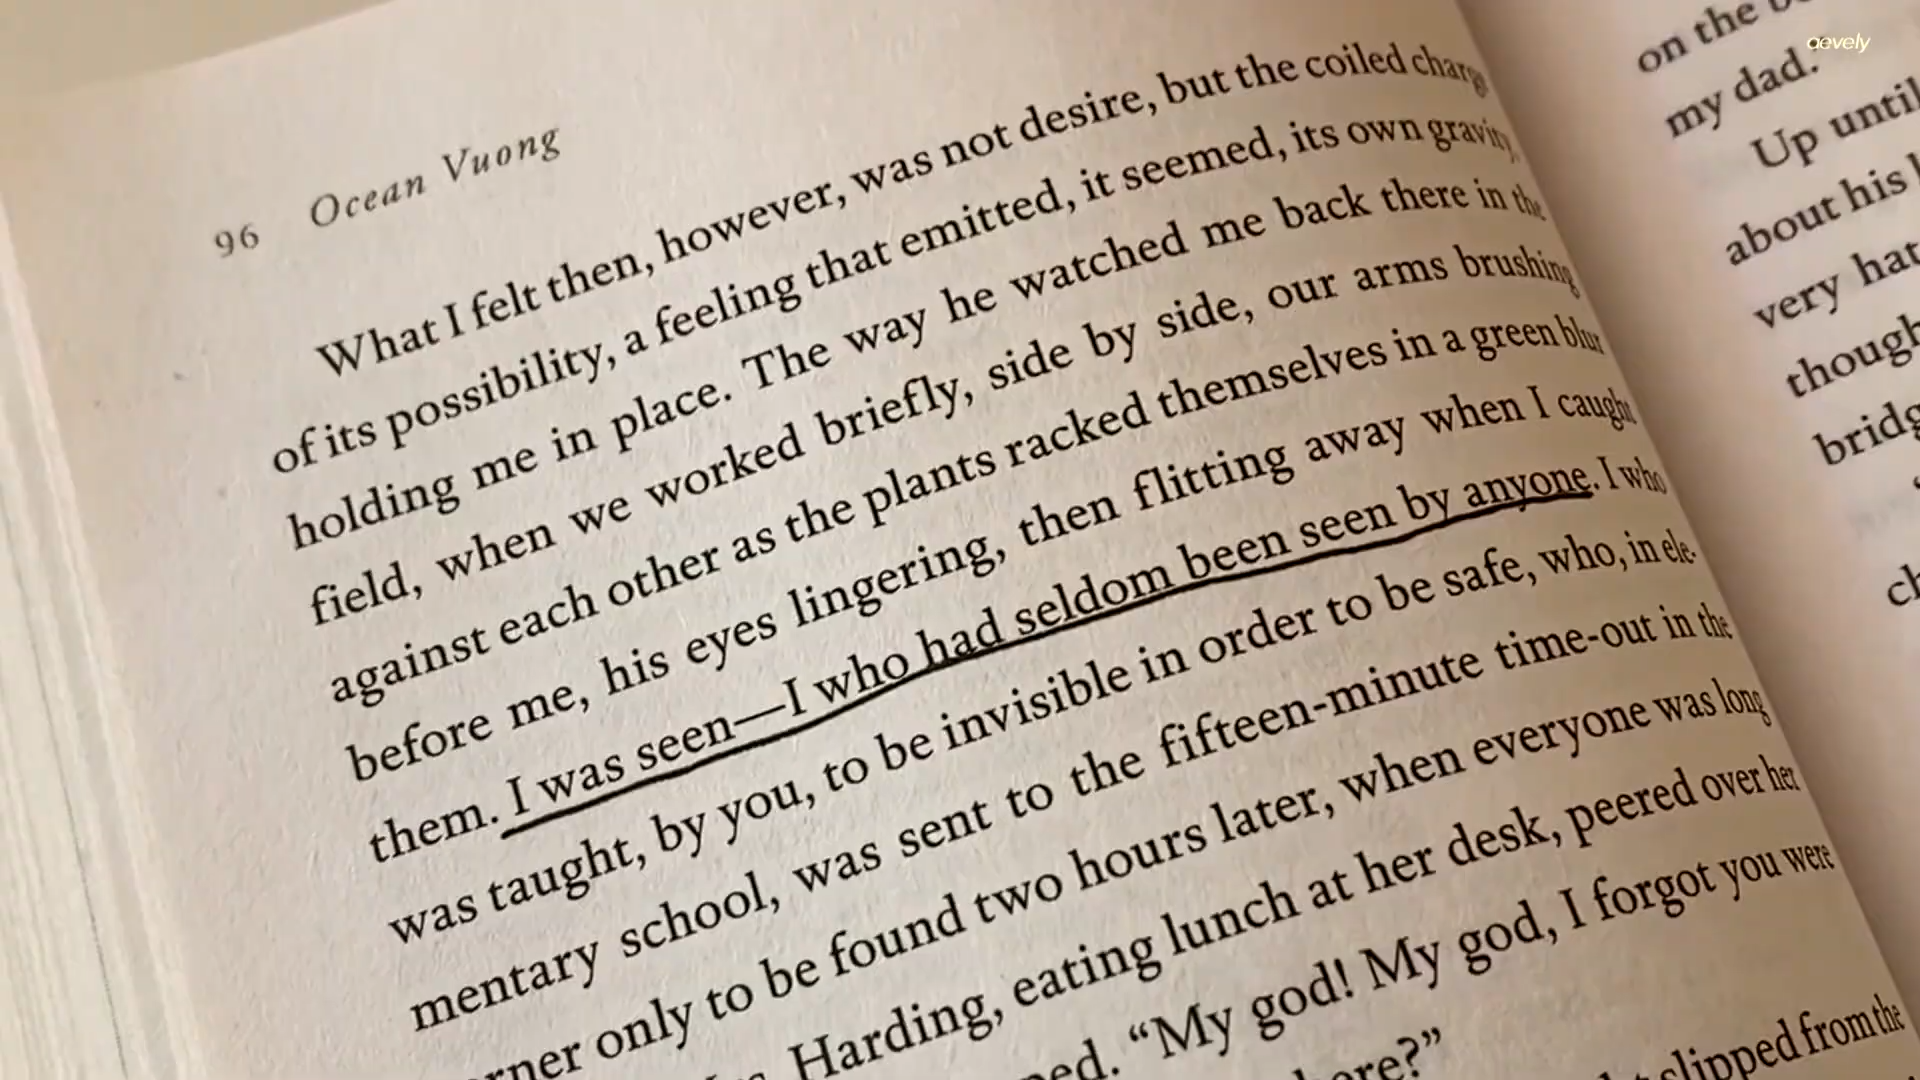 96 Ocean Vuong
What I felt then, however, was not desire, but the coiled charge
of its possibility, a feeling that emitted, it seemed, its own gravity,
holding me in place. The way he watched me back there in the
field, when we worked briefly, side by side, our arms brushing
against each other as the plants racked themselves in a green blur
before me, his eyes lingering, then flitting away when I caught
them. I was seen—I who had seldom been seen by anyone. I who
was taught, by you, to be invisible in order to be safe, who, in ele-
mentary school, was sent to the fifteen-minute time-out in the
only to be found two hours later, when everyone was long
Harding, eating lunch at her desk, peered over her
“My god! My god, I forgot you were
slipped from the
on the
my dad.
Up until
about his
very
aevely